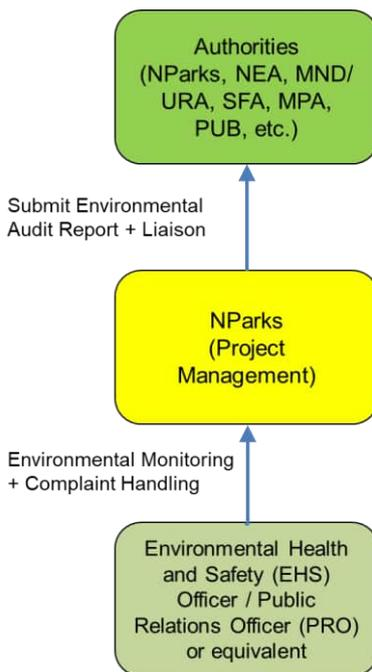 Authorities
(NParks, NEA, MND/
URA, SFA, MPA,
PUB, etc.)
Submit Environmental
Audit Report + Liaison
NParks
(Project
Management)
Environmental Monitoring
+ Complaint Handling
Environmental Health
and Safety (EHS)
Officer / Public
Relations Officer (PRO)
or equivalent